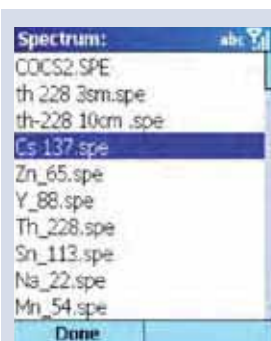 Spectrum: abc
COCS2.SPE
th 228 3sm.spe
th-228 10cm .spe
Cs 137.spe
Zn_65.spe
Y_88.spe
Th_228.spe
Sn_113.spe
Na_22.spe
Mn_54.spe
Done